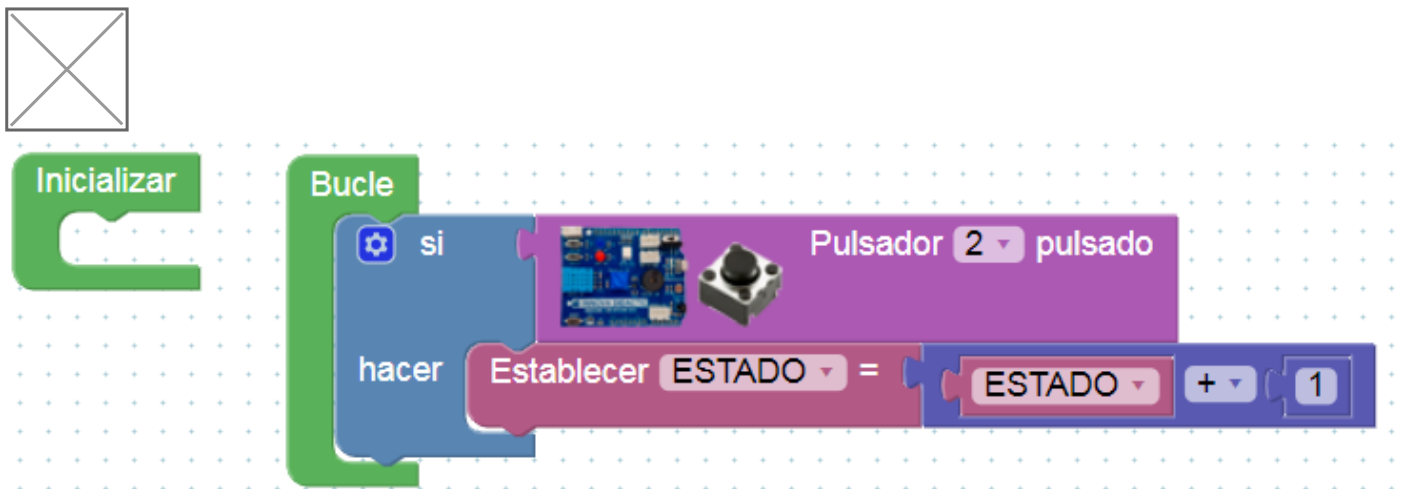 Inicializar
Bucle
si
Pulsador 2 pulsado
hacer
Establecer ESTADO = ESTADO + 1